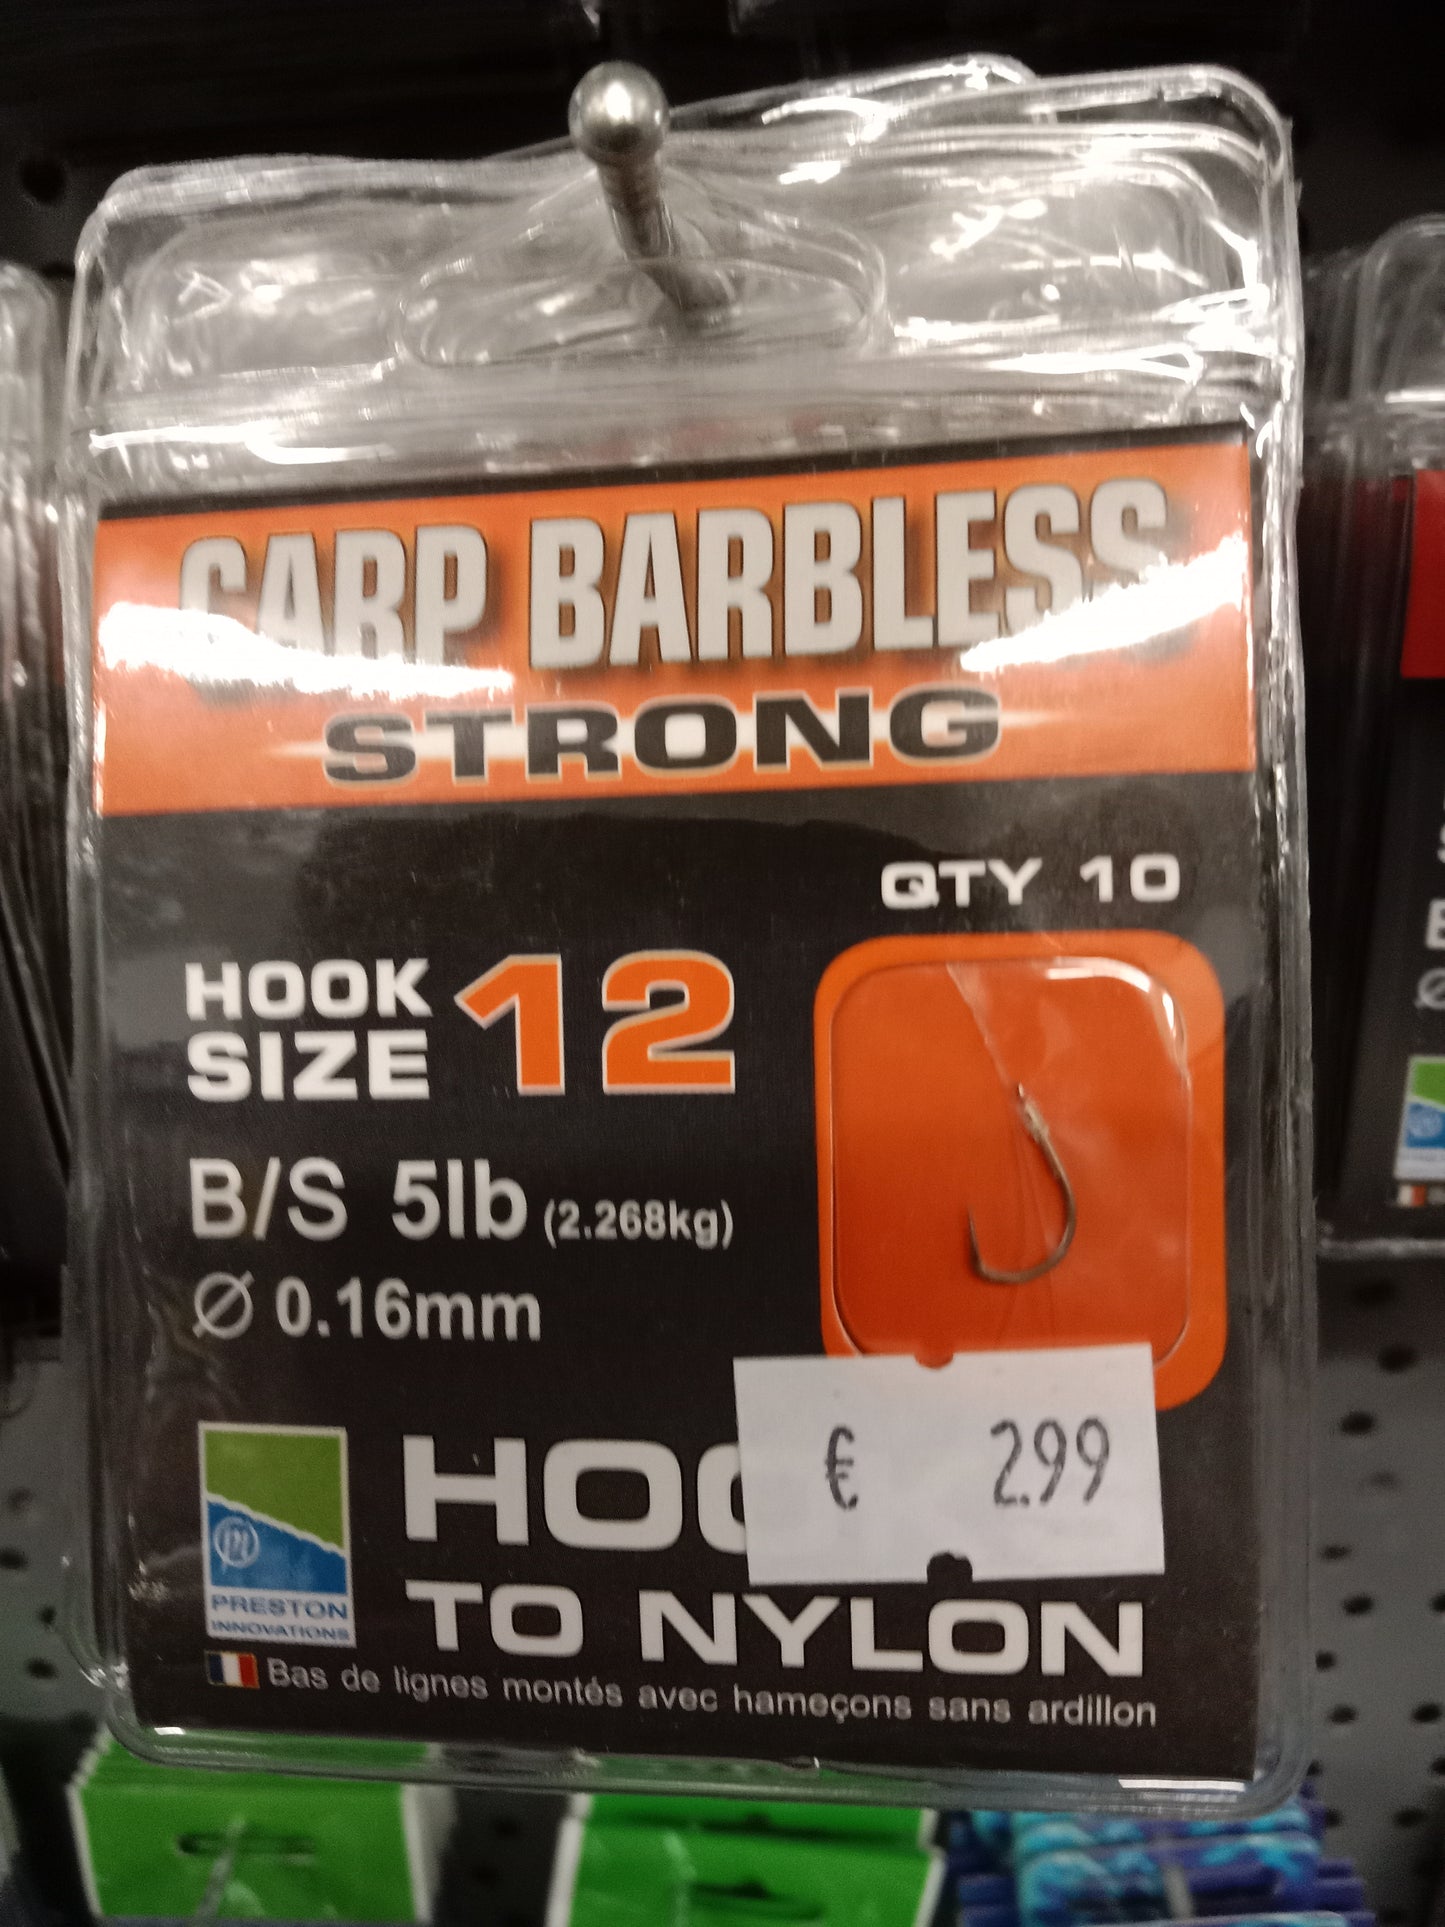 CARP BARBLESS
STRONG
QTY 10
HOOK
SIZE 12
B/S 5lb (2.268kg)
Ø 0.16mm
€ 2.99
TO NYLON
PRESTON
INNOVATIONS
Bas de lignes montés avec hameçons sans ardillon